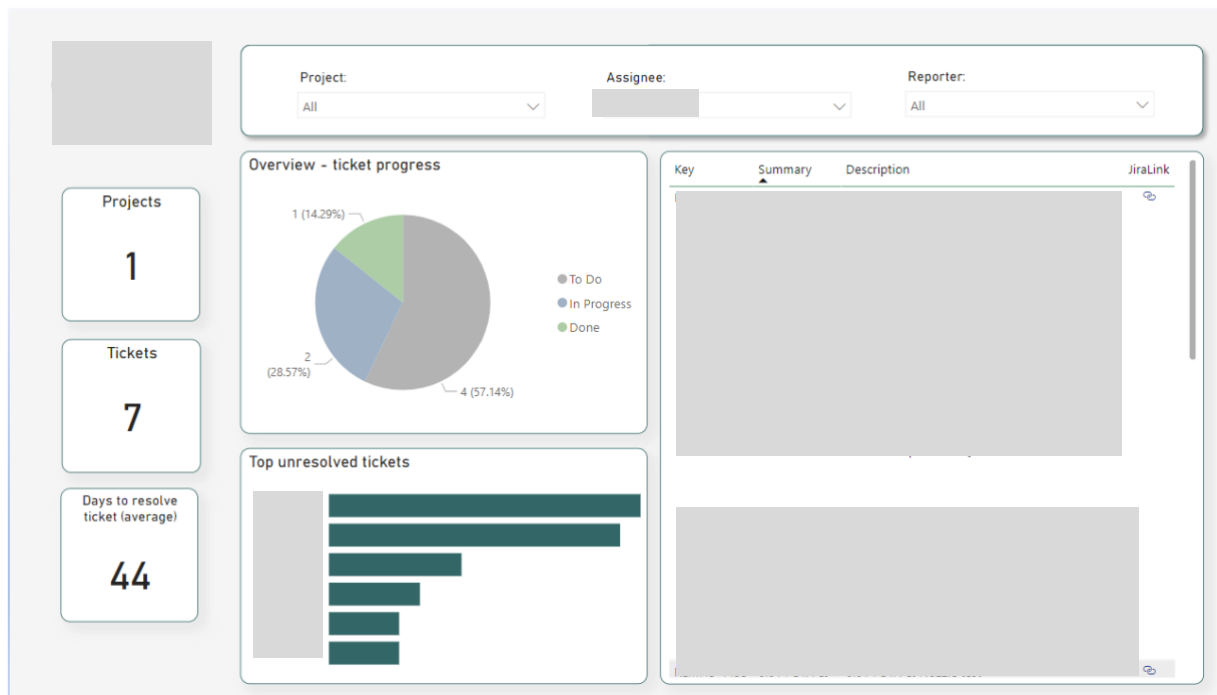 Project:
All
Assignee:
Reporter:
All
Projects
1
Tickets
7
Days to resolve
ticket (average)
44
Overview - ticket progress
1 (14.29%)
2
(28.57%)
4 (57.14%)
To Do
In Progress
Done
Top unresolved tickets
Key Summary Description JiraLink